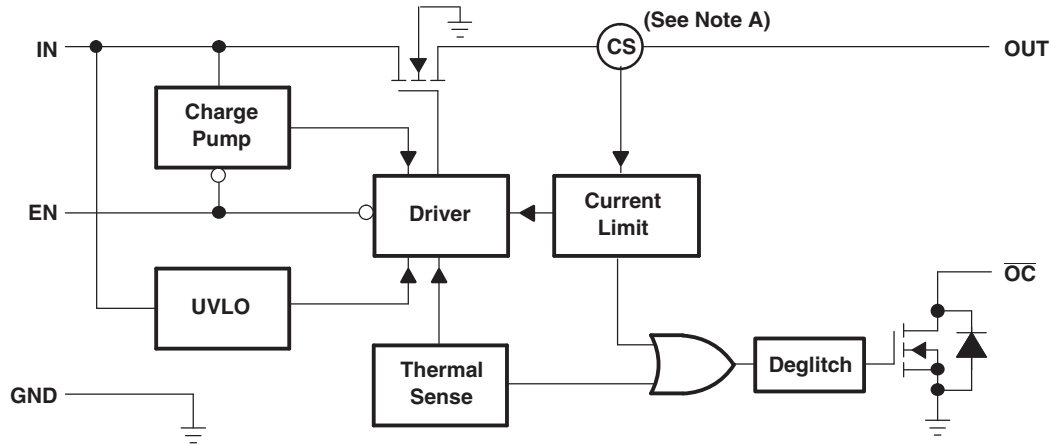 (See Note A)
IN
CS
OUT
Charge
Pump
EN
Driver
Current
Limit
OC
UVLO
Thermal
Sense
Deglitch
GND